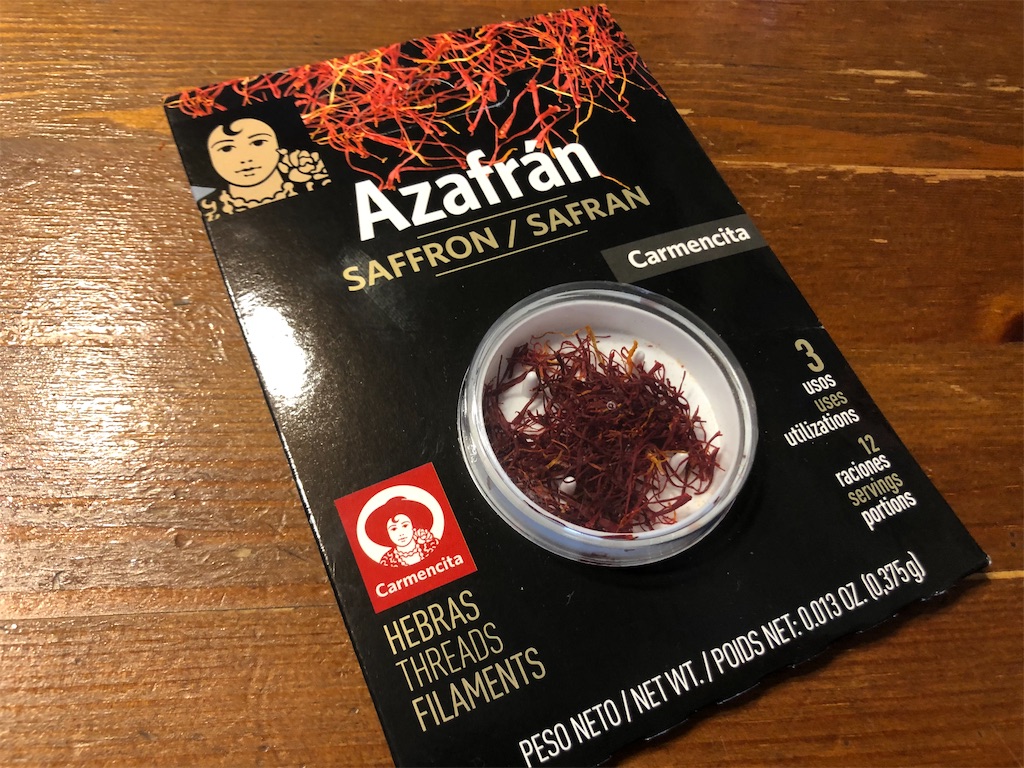 Azafrán
SAFFRON / SAFRAN
Carmencita
3
usos
uses
utilizations
12
raciones
servings
portions
Carmencita
HEBRAS
THREADS
FILAMENTS
PESO NETO / NET WT. / POIDS NET: 0.013 OZ. (0,375 g)